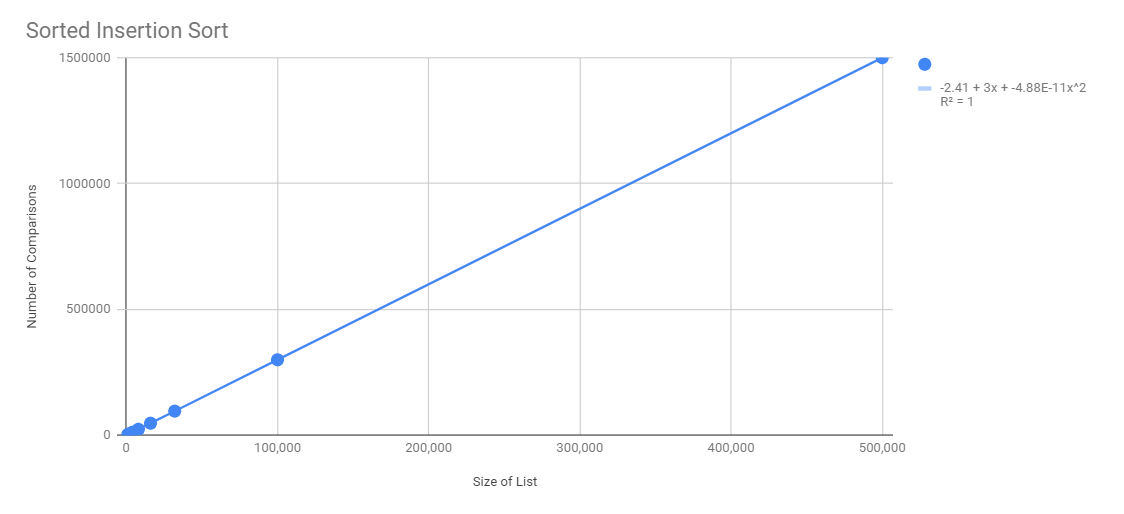 Sorted Insertion Sort
1500000
1000000
500000
0
Number of Comparisons
0
100,000
200,000
300,000
400,000
500,000
Size of List
-2.41 + 3x + -4.88E-11x^2
R² = 1